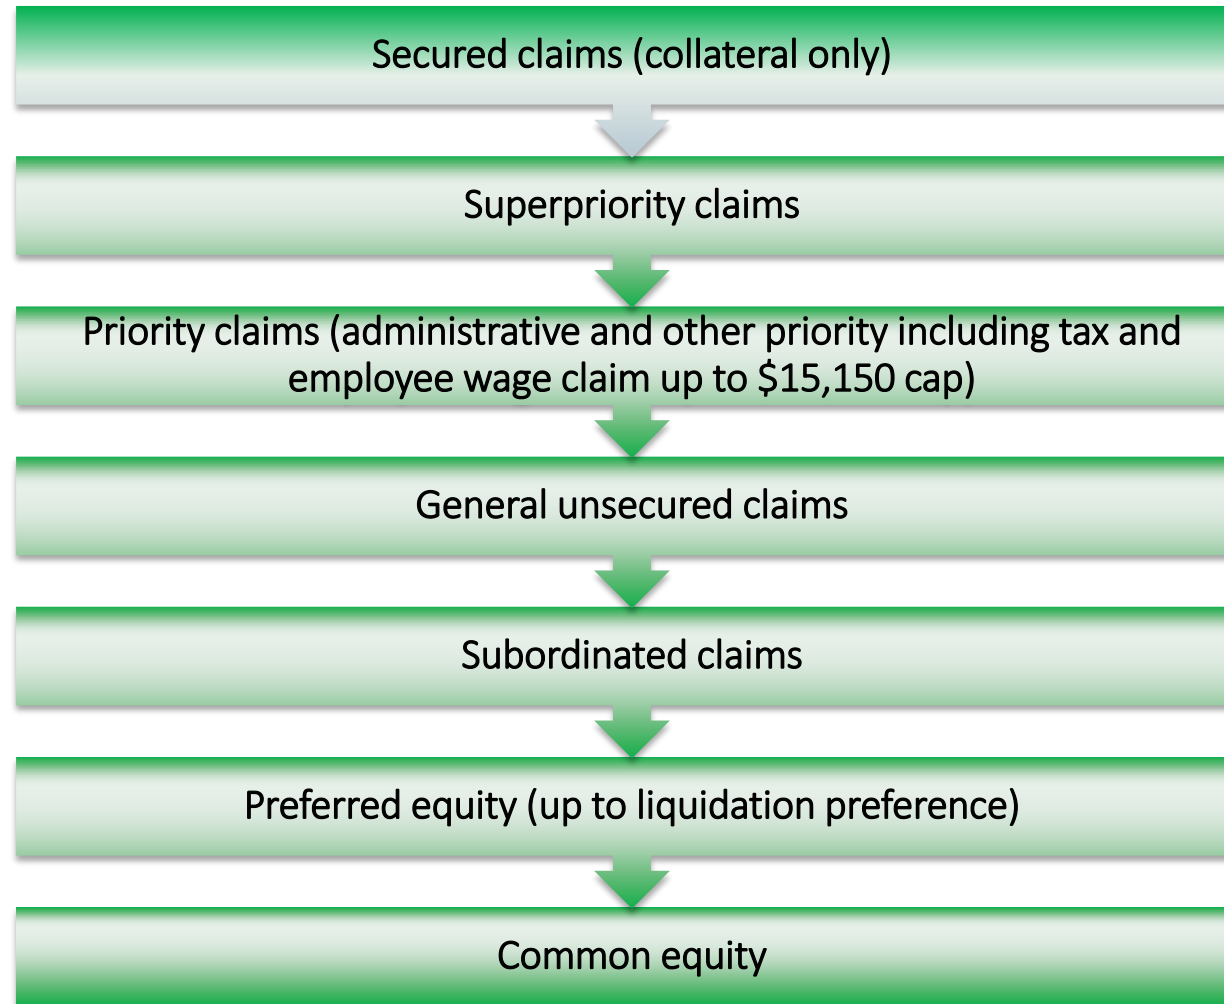 Secured claims (collateral only)
Superpriority claims
Priority claims (administrative and other priority including tax and
employee wage claim up to $15,150 cap)
General unsecured claims
Subordinated claims
Preferred equity (up to liquidation preference)
Common equity